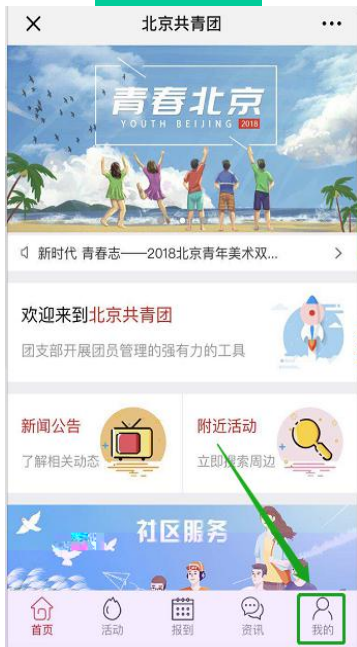 北京共青团
青春北京
YOUTH BEIJING 2018
新时代 青春志——2018北京青年美术双...
欢迎来到北京共青团
团支部开展团员管理的强有力的工具
新闻公告
了解相关动态
附近活动
立即搜索周边
社区服务
首页
活动
报到
资讯
我的